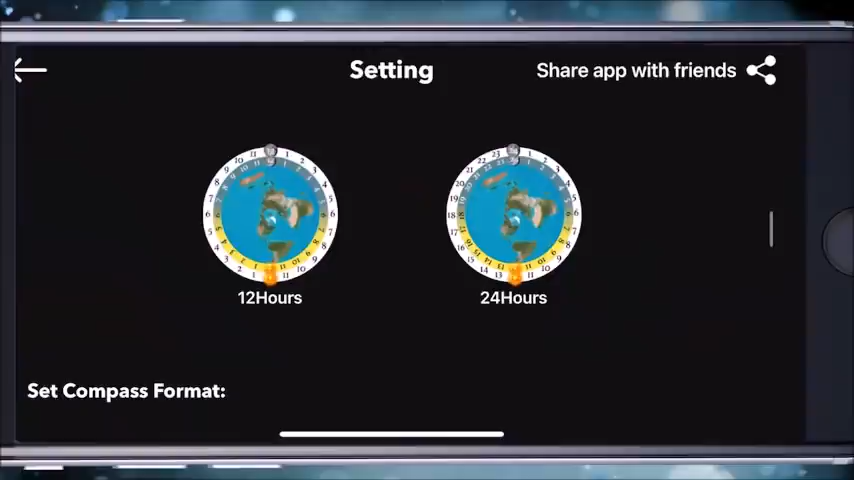 Setting
Share app with friends
12Hours
24Hours
Set Compass Format: